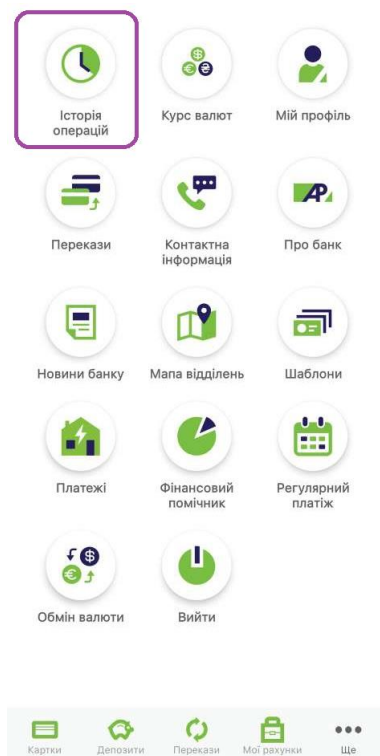 Історія
операцій
Курс валют
Мій профіль
Перекази
Контактна
інформація
Про банк
Новини банку
Мапа відділень
Шаблони
Платежі
Фінансовий
помічник
Регулярний
платіж
Обмін валюти
Вийти
Картки
Депозити
Перекази
Мої рахунки
Ще